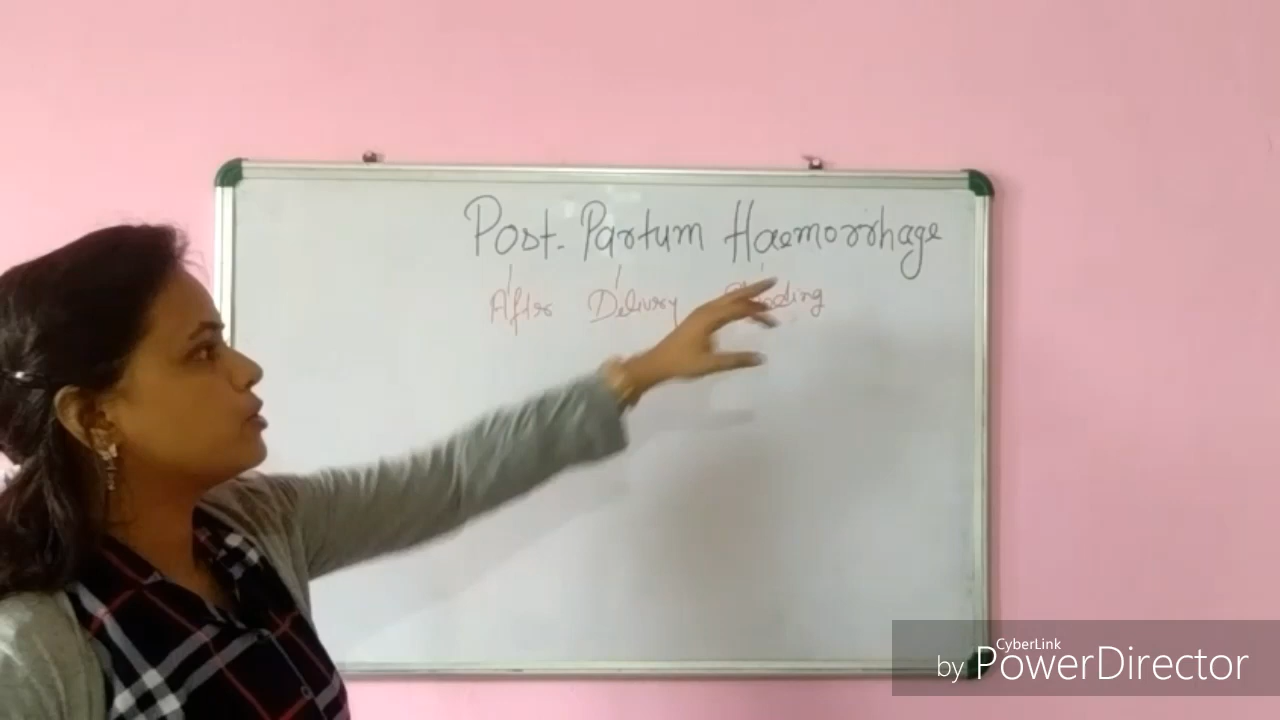 Post-Partum Haemorrhage
After Delivery Bleeding
CyberLink
by PowerDirector